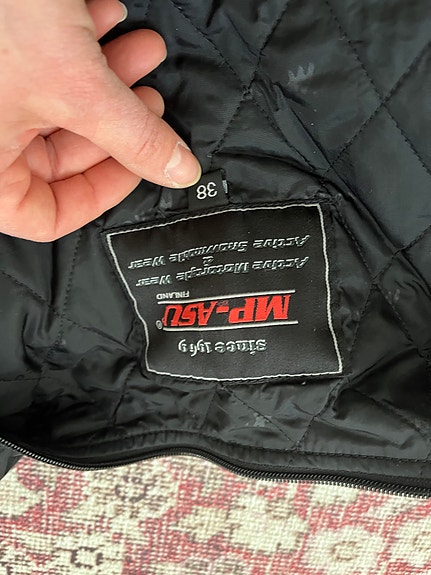 since 1969
MP-ASU®
FINLAND
Active Motorcycle Wear
&
Active Snowmobile Wear
38